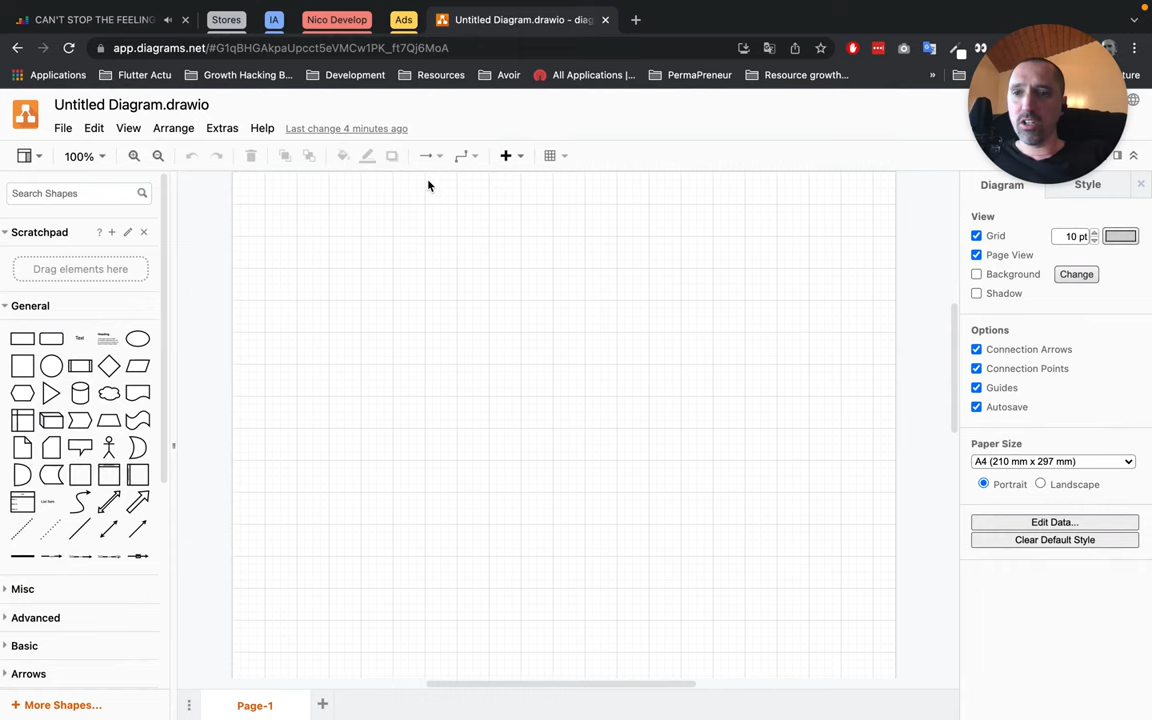 CAN'T STOP THE FEELING
Stores
IA
Nico Develop
Ads
Untitled Diagram.drawio - diag
app.diagrams.net/#G1qBHGAkpaUpcct5eVMCw1PK_ft7Qj6MoA
Applications
Flutter Actu
Growth Hacking B...
Development
Resources
Avoir
All Applications |...
PermaPreneur
Resource growth...
»
Untitled Diagram.drawio
File
Edit
View
Arrange
Extras
Help
Last change 4 minutes ago
100%
Search Shapes
Scratchpad
?
Drag elements here
General
Text
Heading
List Item
Misc
Advanced
Basic
Arrows
+ More Shapes...
Page-1
Diagram
Style
View
Grid
10 pt
Page View
Background
Change
Shadow
Options
Connection Arrows
Connection Points
Guides
Autosave
Paper Size
A4 (210 mm x 297 mm)
Portrait
Landscape
Edit Data...
Clear Default Style